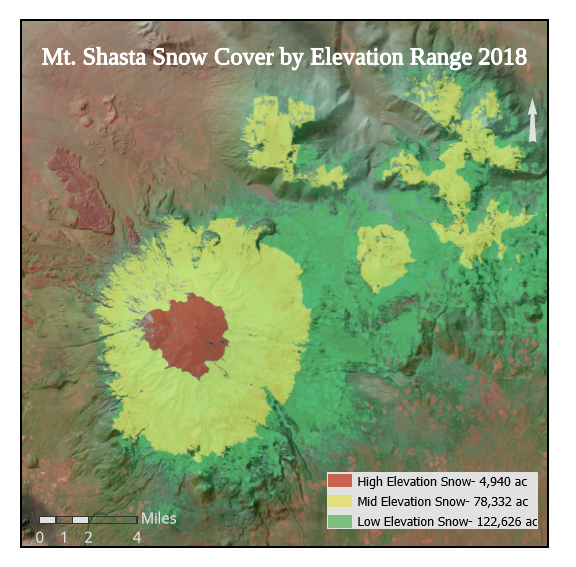 Mt. Shasta Snow Cover by Elevation Range 2018
High Elevation Snow- 4,940 ac
Mid Elevation Snow- 78,332 ac
Low Elevation Snow- 122,626 ac
Miles
0 1 2 4